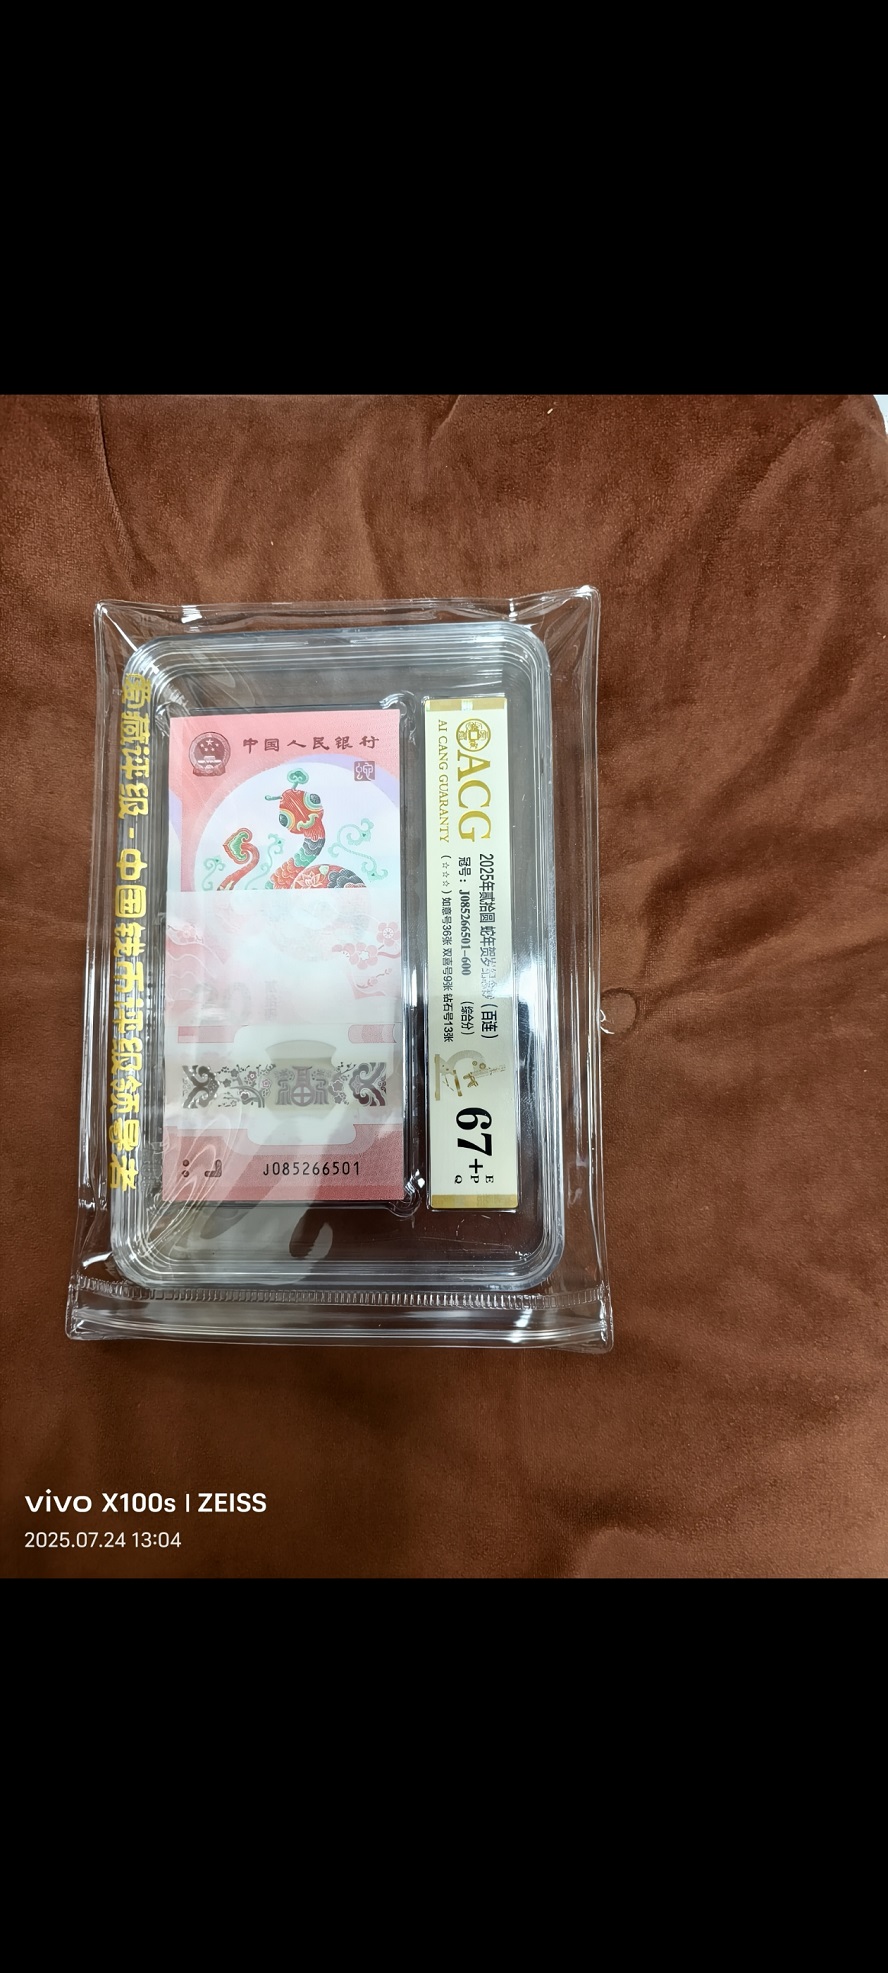 爱藏评级-中国钱币评级领导者
中国人民银行
J085266501
ACG
AI CANG GUARANTY
2025年贰拾圆 蛇年贺岁纪念钞（百连）
冠号：J085266501-600 （综合分）
（☆☆☆）如意号36张 双喜号9张 钻石号13张
67+
E
P
Q
vivo X100s | ZEISS
2025.07.24 13:04